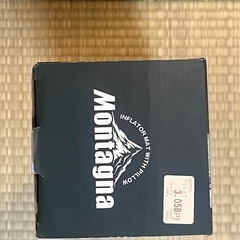 INFLATOR MAT WITH PILLOW
Montagna
3,058円